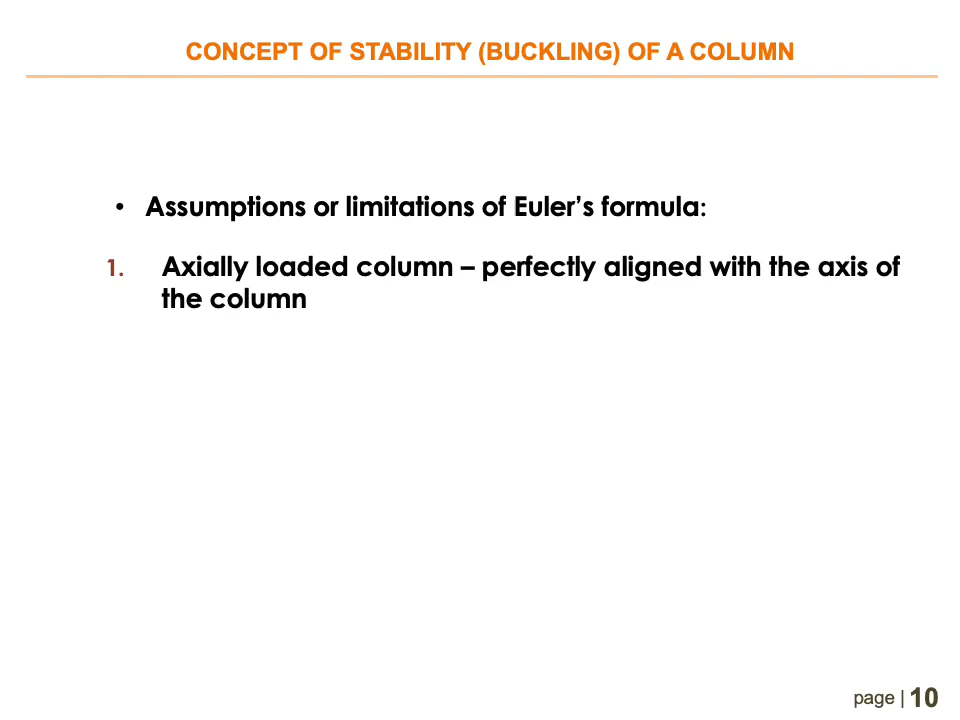 CONCEPT OF STABILITY (BUCKLING) OF A COLUMN
• Assumptions or limitations of Euler’s formula:
1. Axially loaded column – perfectly aligned with the axis of
the column
page | 10